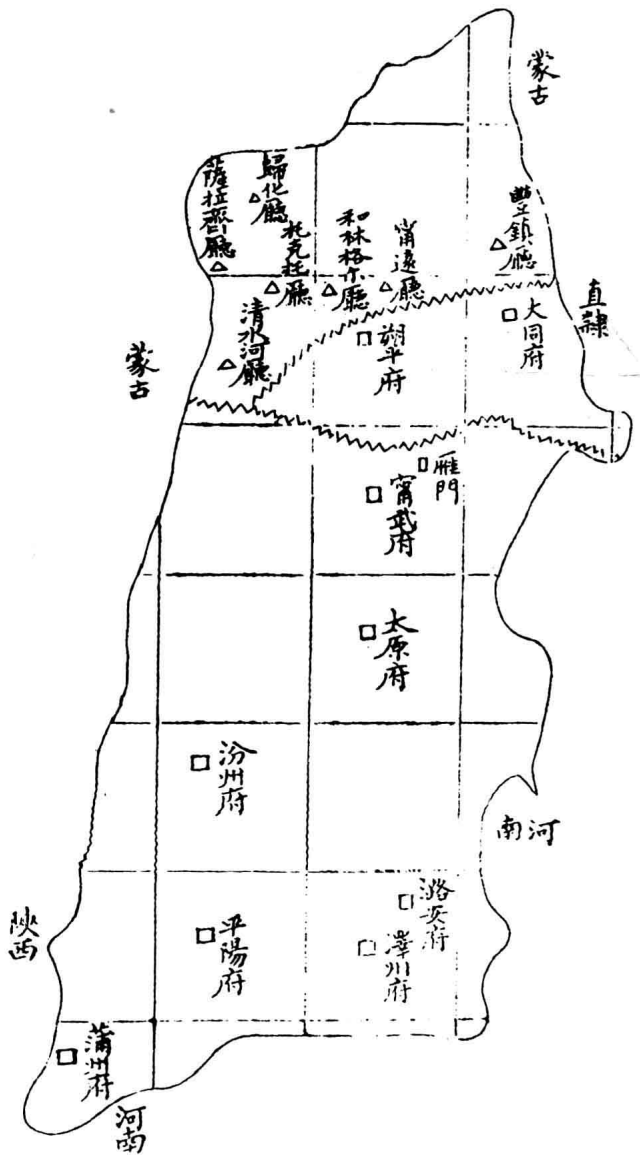 蒙古
薩拉齊廳
歸化廳
托克托廳
和林格尔廳
甯遠廳
豐鎮廳
直隸
清水河廳
朔平府
大同府
蒙古
雁門
甯武府
太原府
汾州府
南河
潞安府
澤州府
平陽府
陝西
蒲州府
河南